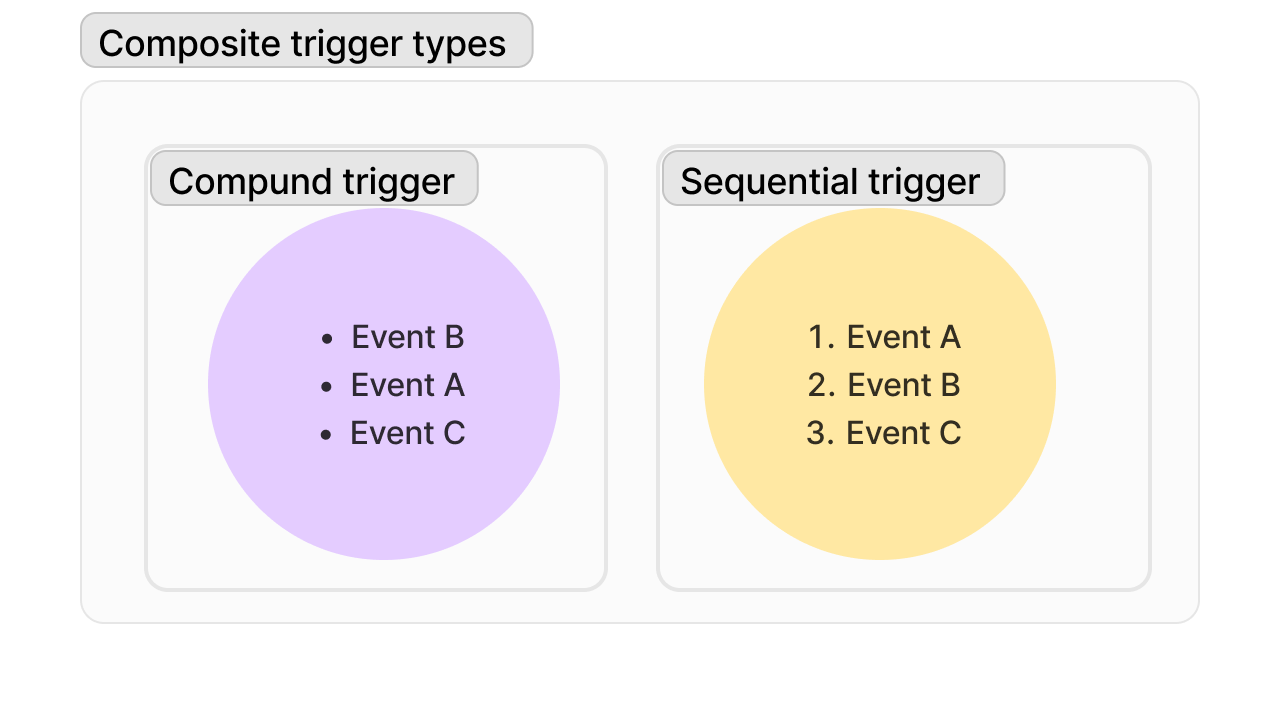 Composite trigger types
Compund trigger
• Event B
• Event A
• Event C
Sequential trigger
1. Event A
2. Event B
3. Event C